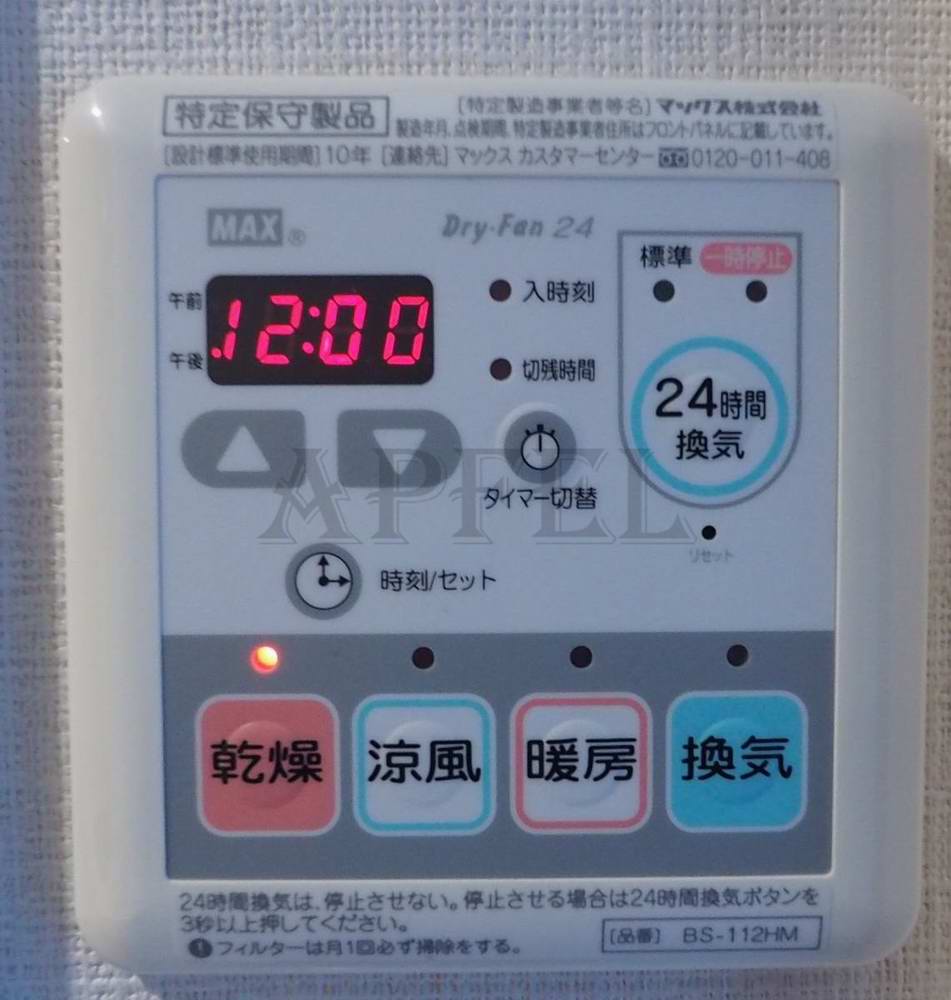 特定保守製品
[特定製造事業者等名] マックス株式会社
製造年月、点検期間、特定製造事業者住所はフロントパネルに記載しています。
[設計標準使用期間] 10年 [連絡先] マックス カスタマーセンター 0120-011-408
MAX®
Dry-Fan 24
午前
午後
12:00
入時刻
切残時間
標準 一時停止
24時間
換気
タイマー切替
リセット
時刻/セット
APFEL
乾燥 涼風 暖房 換気
24時間換気は、停止させない。停止させる場合は24時間換気ボタンを
3秒以上押してください。
フィルターは月1回必ず掃除をする。
[品番] BS-112HM